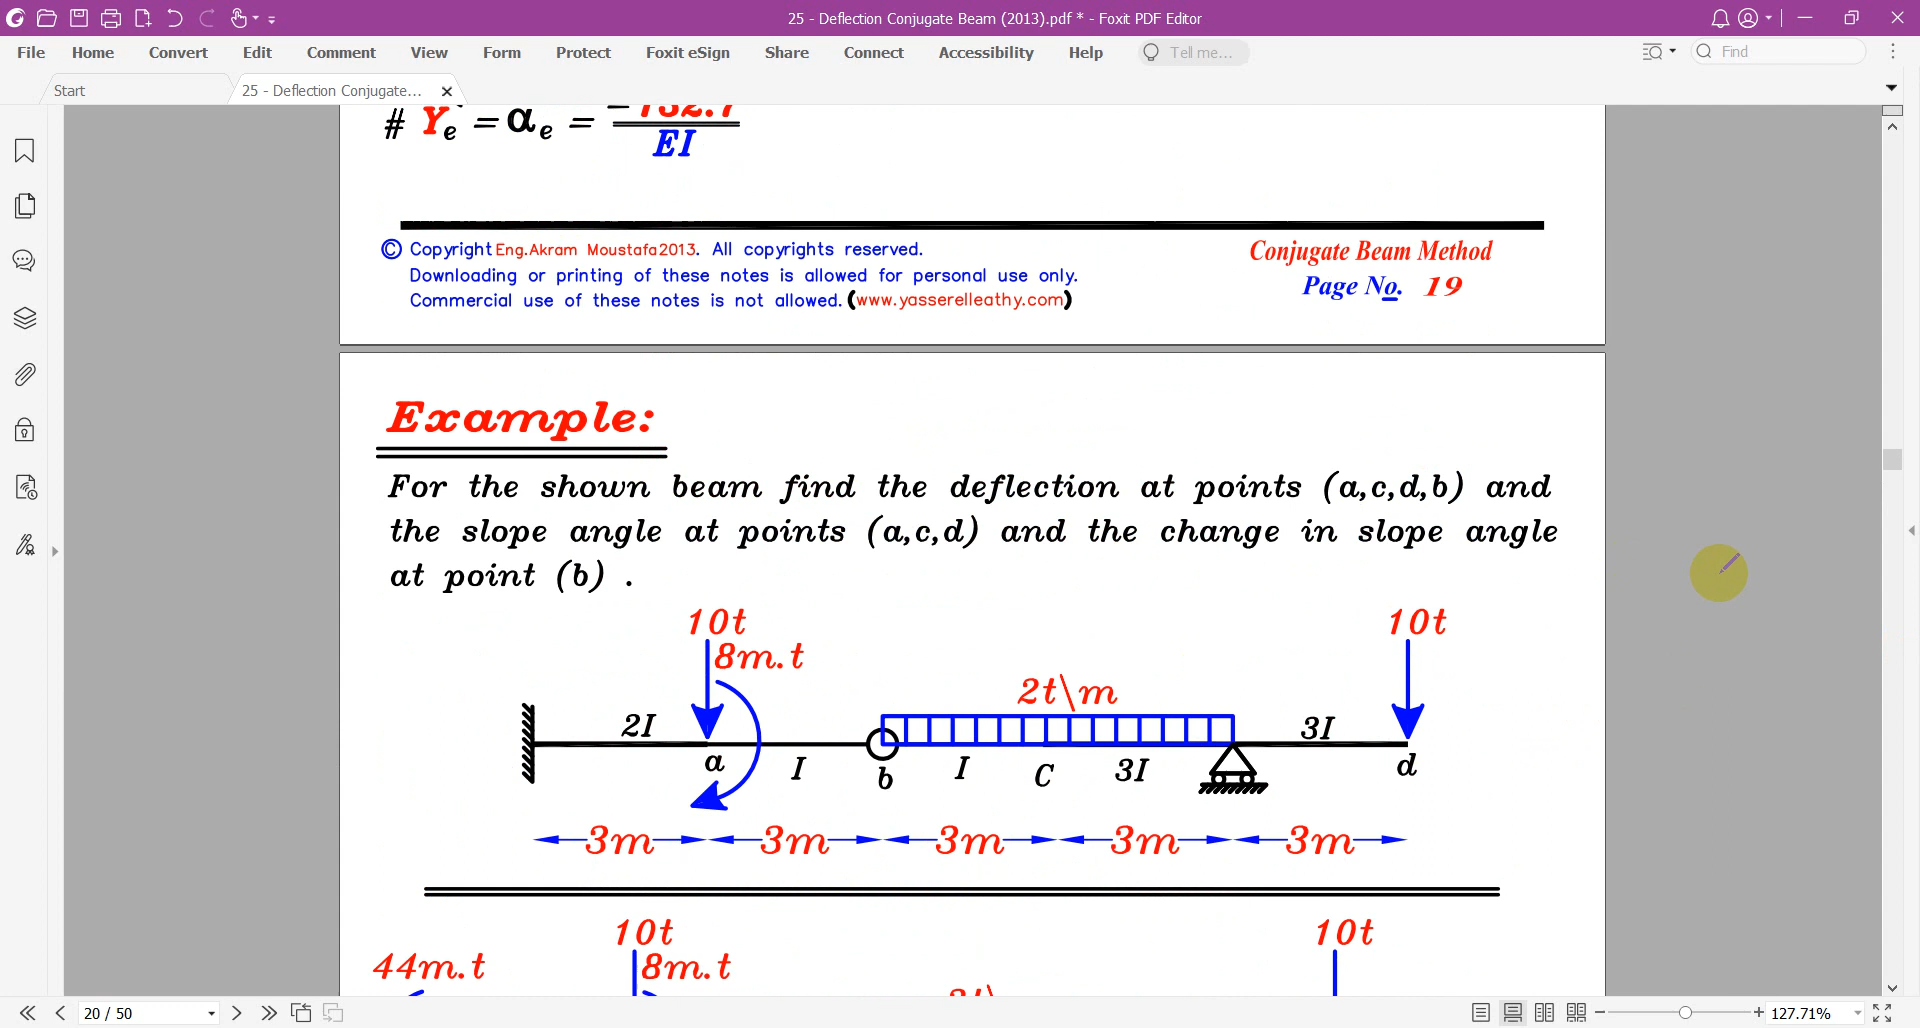 25 - Deflection Conjugate Beam (2013).pdf * - Foxit PDF Editor
File Home Convert Edit Comment View Form Protect Foxit eSign Share Connect Accessibility Help Tell me... Find
Start 25 - Deflection Conjugate...
# Ye = αe = -732.7
EI
© Copyright Eng.Akram Moustafa2013. All copyrights reserved.
Downloading or printing of these notes is allowed for personal use only.
Commercial use of these notes is not allowed. (www.yasserelleathy.com)
Conjugate Beam Method
Page No. 19
Example:
For the shown beam find the deflection at points (a,c,d,b) and
the slope angle at points (a,c,d) and the change in slope angle
at point (b) .
10t 10t
8m.t
2t\m
2I 3I
a I b I C 3I d
3m 3m 3m 3m 3m
10t 10t
44m.t 8m.t
20 / 50 127.71%